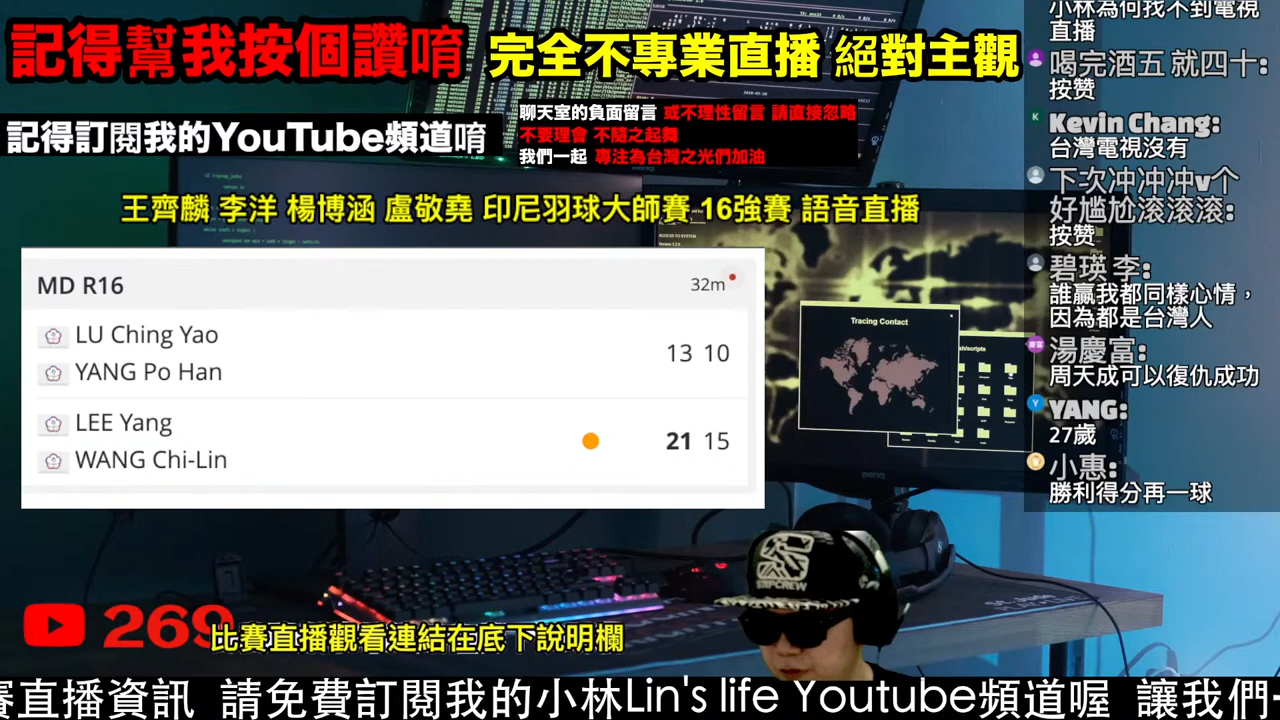 記得幫我按個讚唷
完全不專業直播 絕對主觀
聊天室的負面留言 或不理性留言 請直接忽略
不要理會 不隨之起舞
我們一起 專注為台灣之光們加油
記得訂閱我的YouTube頻道唷
王齊麟 李洋 楊博涵 盧敬堯 印尼羽球大師賽 16強賽 語音直播
MD R16
32m
LU Ching Yao
YANG Po Han
13 10
LEE Yang
WANG Chi-Lin
21 15
ACCESS TO SYSTEM
Tracing Contact
sh/scripts
BENQ
小林為何找不到電視
直播
喝完酒五 就四十:
按赞
Kevin Chang:
台灣電視沒有
下次冲冲冲v个
好尴尬滚滚滚:
按赞
碧瑛 李:
誰贏我都同樣心情，
因為都是台灣人
湯慶富:
周天成可以復仇成功
YANG:
27歲
小惠:
勝利得分再一球
STEPCREW
269
比賽直播觀看連結在底下說明欄
賽直播資訊 請免費訂閱我的小林Lin's life Youtube頻道喔 讓我們